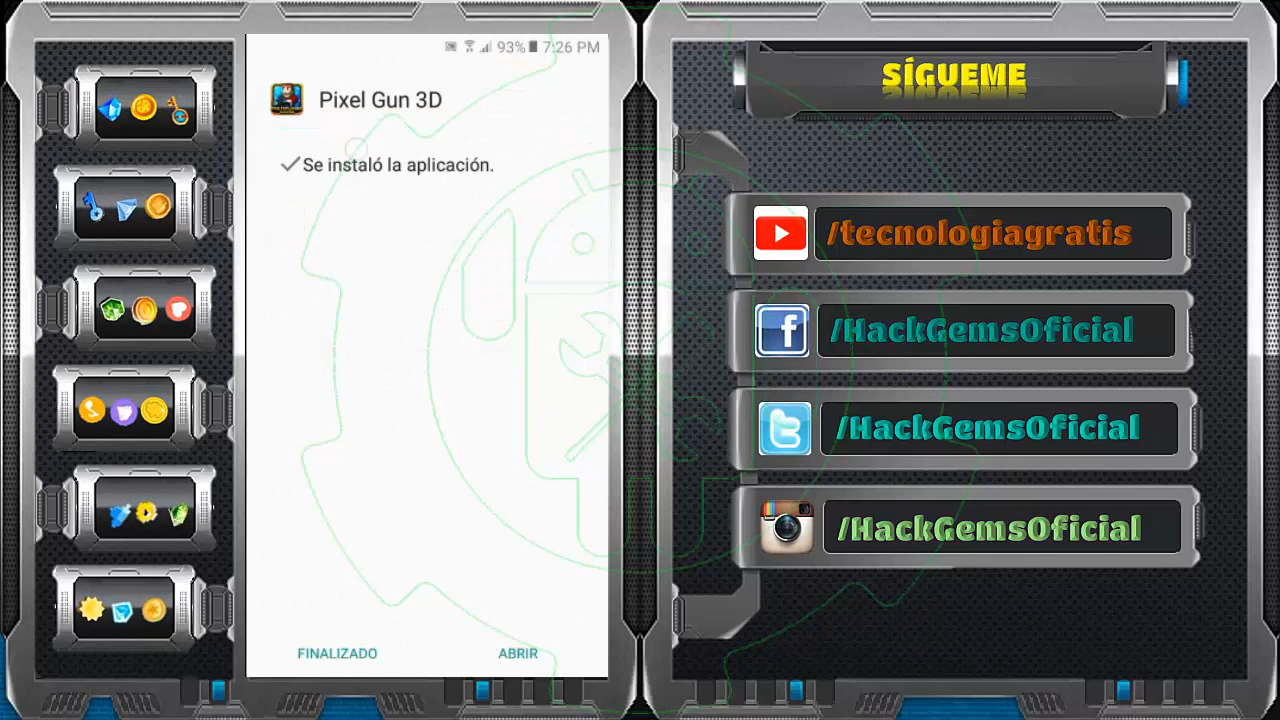 93% 7:26 PM
Pixel Gun 3D
Se instaló la aplicación.
FINALIZADO
ABRIR
SÍGUEME
/tecnologiagratis
/HackGemsOficial
/HackGemsOficial
/HackGemsOficial